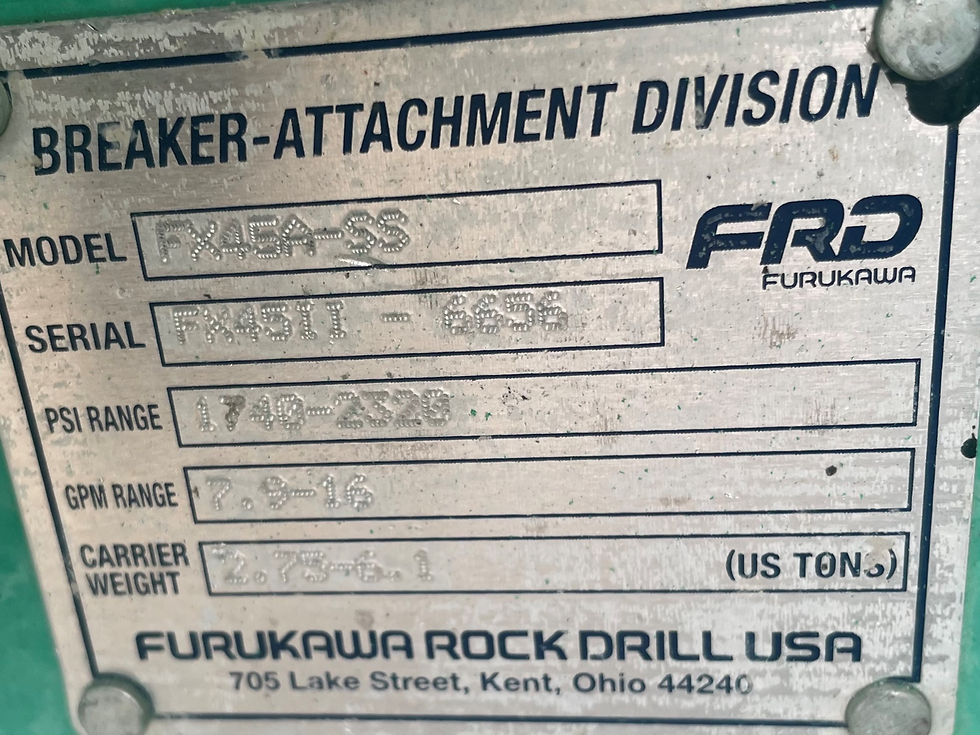 BREAKER-ATTACHMENT DIVISION
MODEL FX45A-SS
FRD
FURUKAWA
SERIAL FX45II - 6656
PSI RANGE 1740-2320
GPM RANGE 7.9-16
CARRIER WEIGHT 2.75-6.1 (US TONS)
FURUKAWA ROCK DRILL USA
705 Lake Street, Kent, Ohio 44240